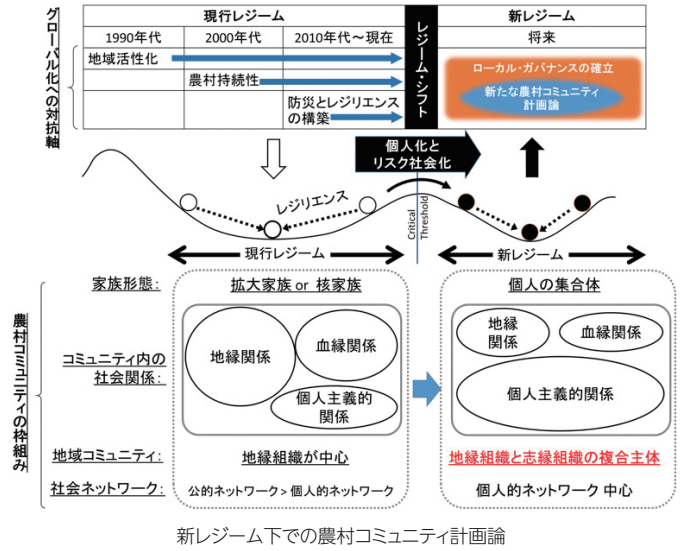 グローバル化への対抗軸
現行レジーム
新レジーム
1990年代
2000年代
2010年代～現在
将来
地域活性化
農村持続性
防災とレジリエンス
の構築
レジーム・シフト
ローカル・ガバナンスの確立
新たな農村コミュニティ
計画論
個人化と
リスク社会化
レジリエンス
Critical
Threshold
現行レジーム
新レジーム
農村コミュニティの枠組み
家族形態:
拡大家族 or 核家族
個人の集合体
コミュニティ内の
社会関係:
地縁関係
血縁関係
個人主義的
関係
地縁
関係
血縁関係
個人主義的関係
地域コミュニティ:
地縁組織が中心
地縁組織と志縁組織の複合主体
社会ネットワーク:
公的ネットワーク＞個人的ネットワーク
個人的ネットワーク 中心
新レジーム下での農村コミュニティ計画論